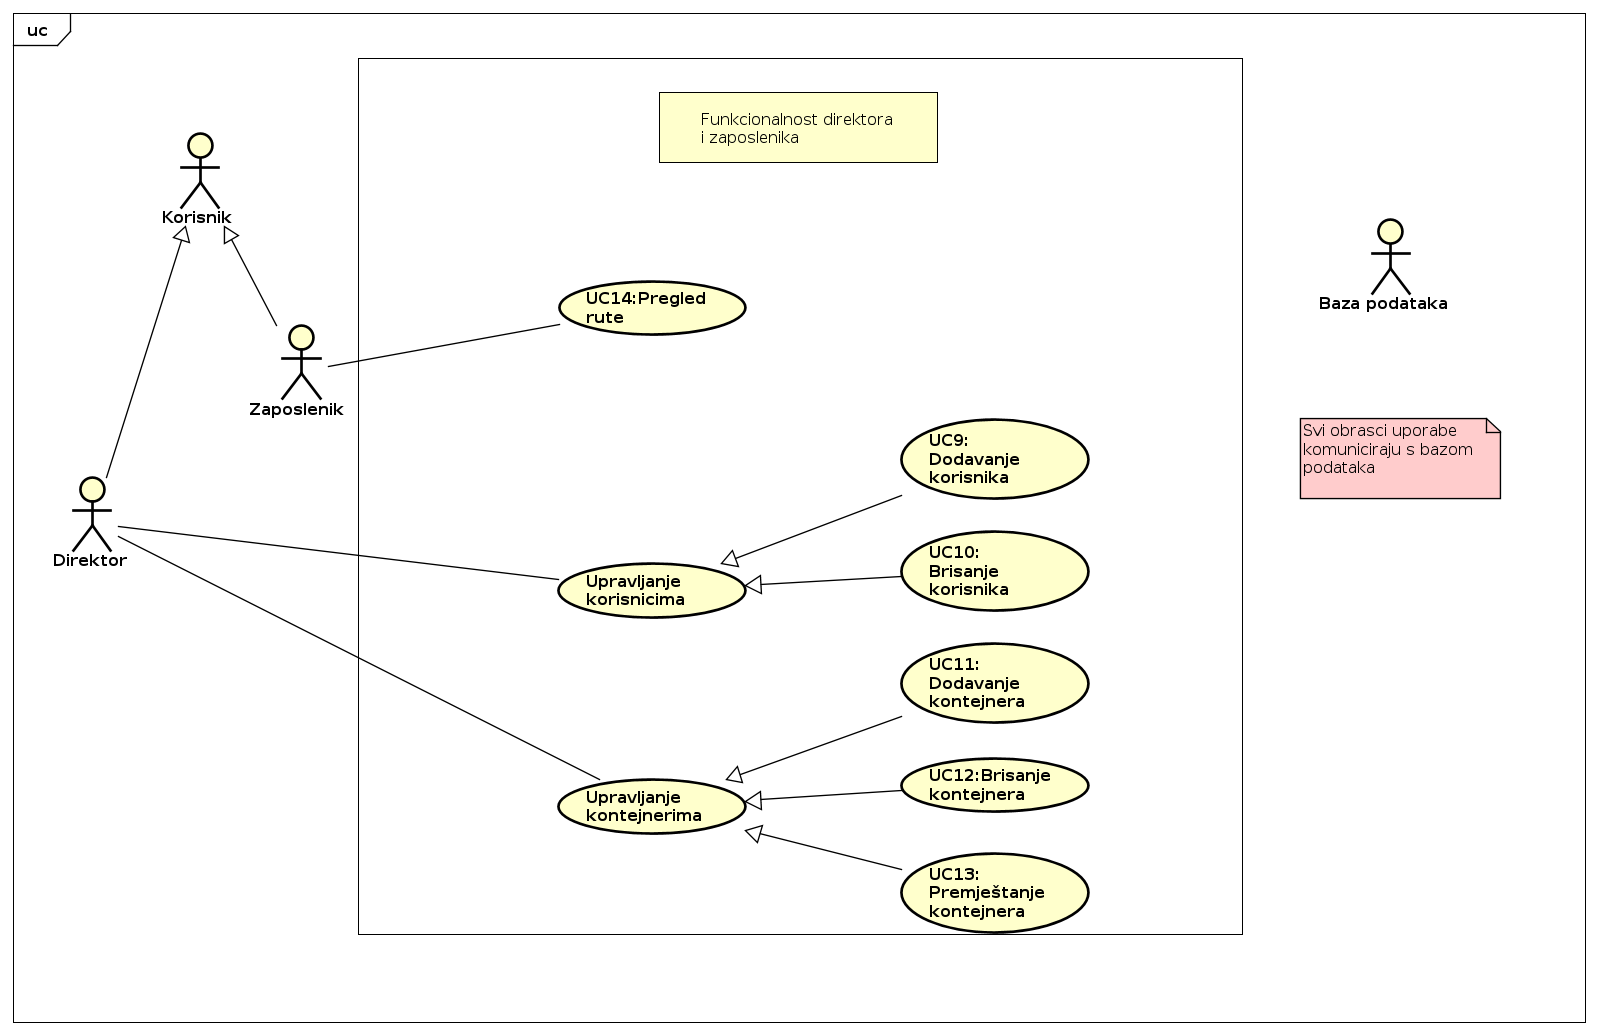 uc
Funkcionalnost direktora
i zaposlenika
Korisnik
Baza podataka
UC14:Pregled
rute
Zaposlenik
Svi obrasci uporabe
komuniciraju s bazom
podataka
UC9:
Dodavanje
korisnika
Direktor
UC10:
Brisanje
korisnika
Upravljanje
korisnicima
UC11:
Dodavanje
kontejnera
UC12:Brisanje
kontejnera
Upravljanje
kontejnerima
UC13:
Premještanje
kontejnera